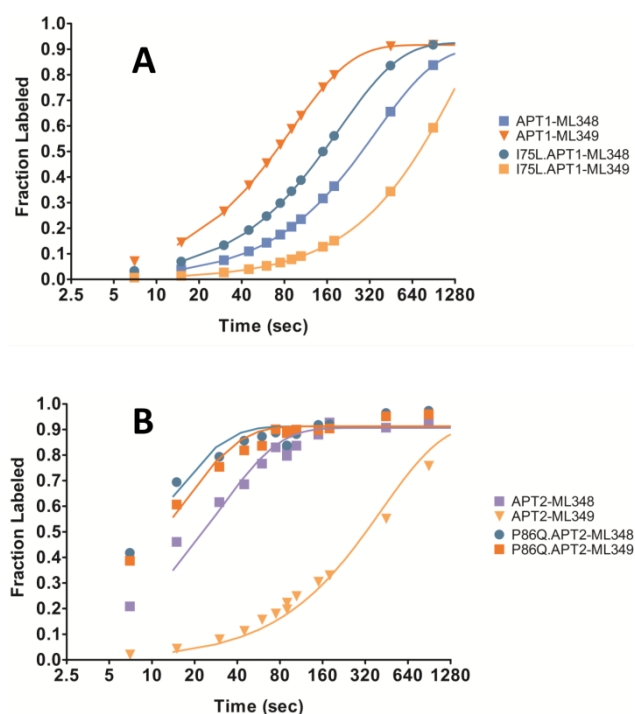 A
Fraction Labeled
1.0
0.9
0.8
0.7
0.6
0.5
0.4
0.3
0.2
0.1
0.0
2.5 5 10 20 40 80 160 320 640 1280
Time (sec)
APT1-ML348
APT1-ML349
I75L.APT1-ML348
I75L.APT1-ML349
B
Fraction Labeled
1.0
0.9
0.8
0.7
0.6
0.5
0.4
0.3
0.2
0.1
0.0
2.5 5 10 20 40 80 160 320 640 1280
Time (sec)
APT2-ML348
APT2-ML349
P86Q.APT2-ML348
P86Q.APT2-ML349